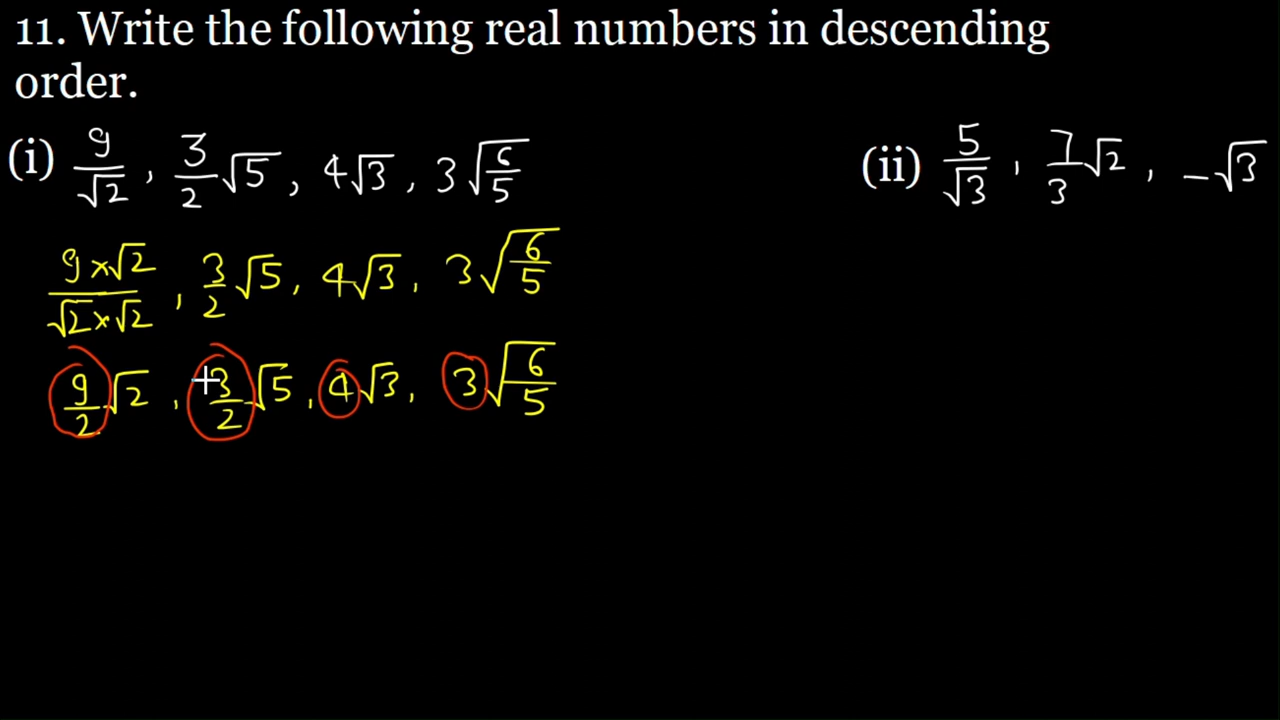 11. Write the following real numbers in descending
order.
(i) 9/√2, 3/2√5, 4√3, 3√(6/5)
(ii) 5/√3, 7/3√2, -√3
9×√2/√2×√2, 3/2√5, 4√3, 3√(6/5)
9/2√2, 3/2√5, 4√3, 3√(6/5)